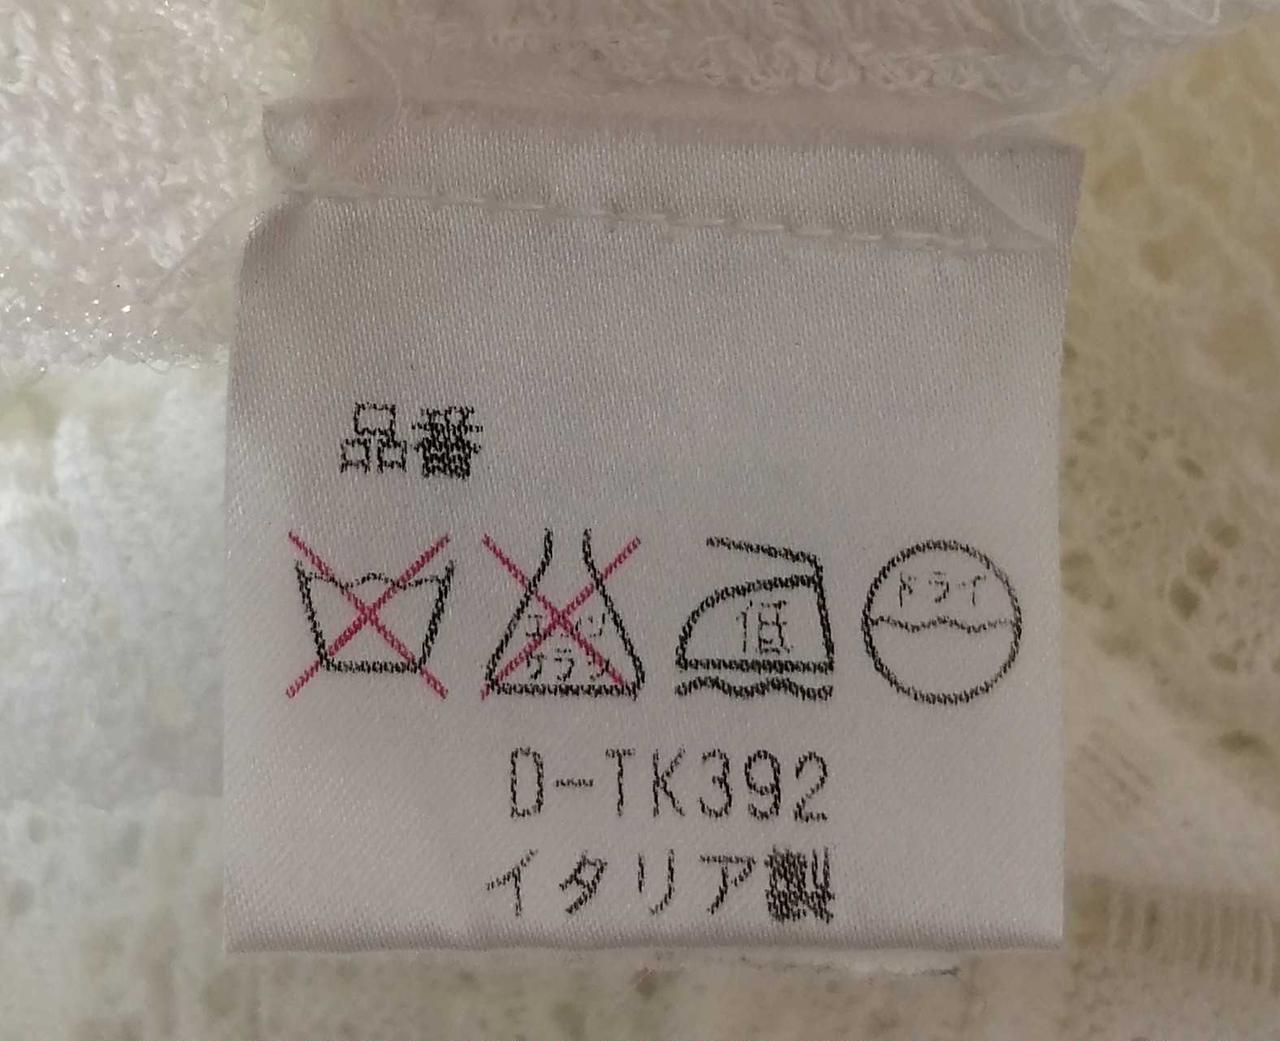 品番
エンソ
サラシ
低
ドライ
D-TK392
イタリア製